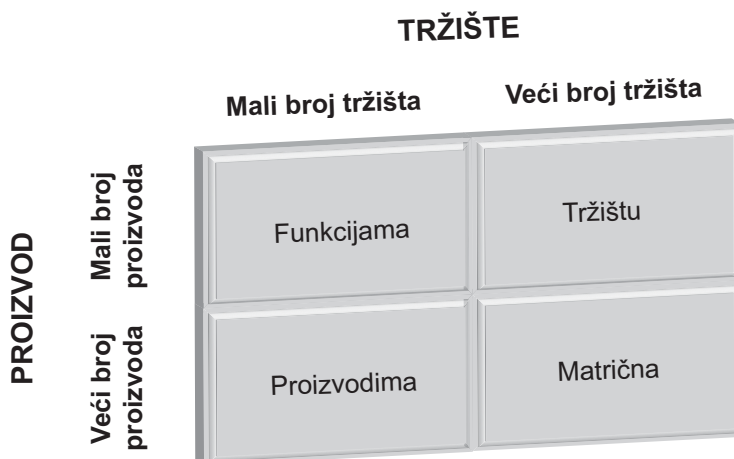 TRŽIŠTE
Mali broj tržišta
Veći broj tržišta
PROIZVOD
Mali broj
proizvoda
Funkcijama
Tržištu
Veći broj
proizvoda
Proizvodima
Matrična